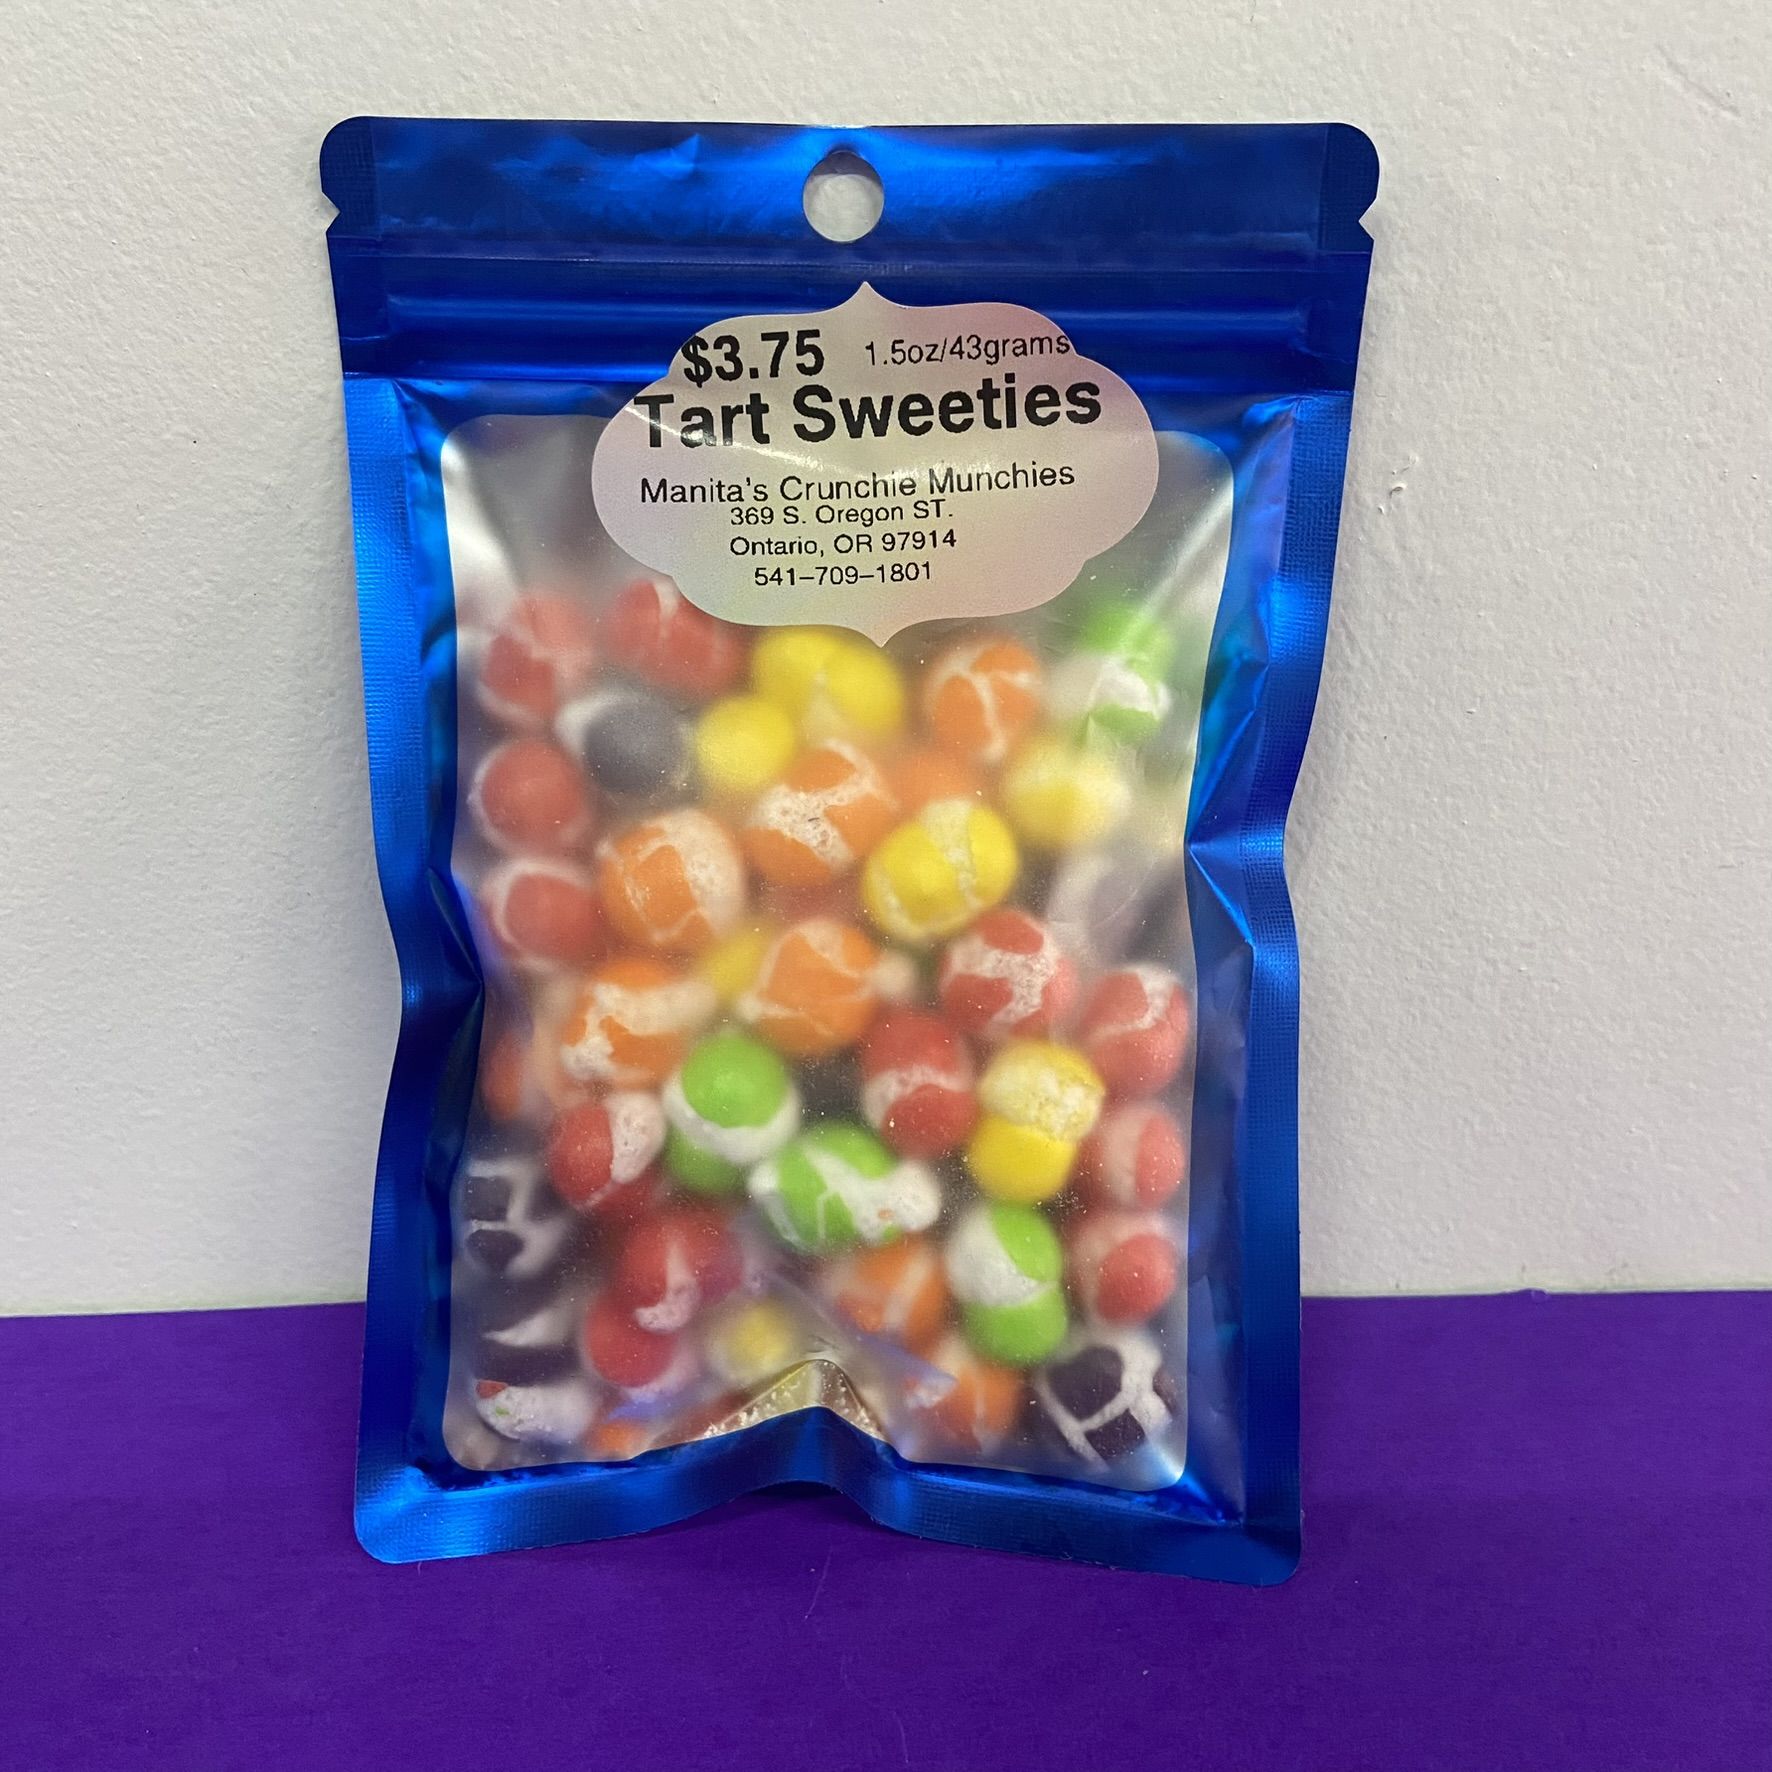 $3.75 1.5oz/43grams
Tart Sweeties
Manita's Crunchie Munchies
369 S. Oregon ST.
Ontario, OR 97914
541–709–1801